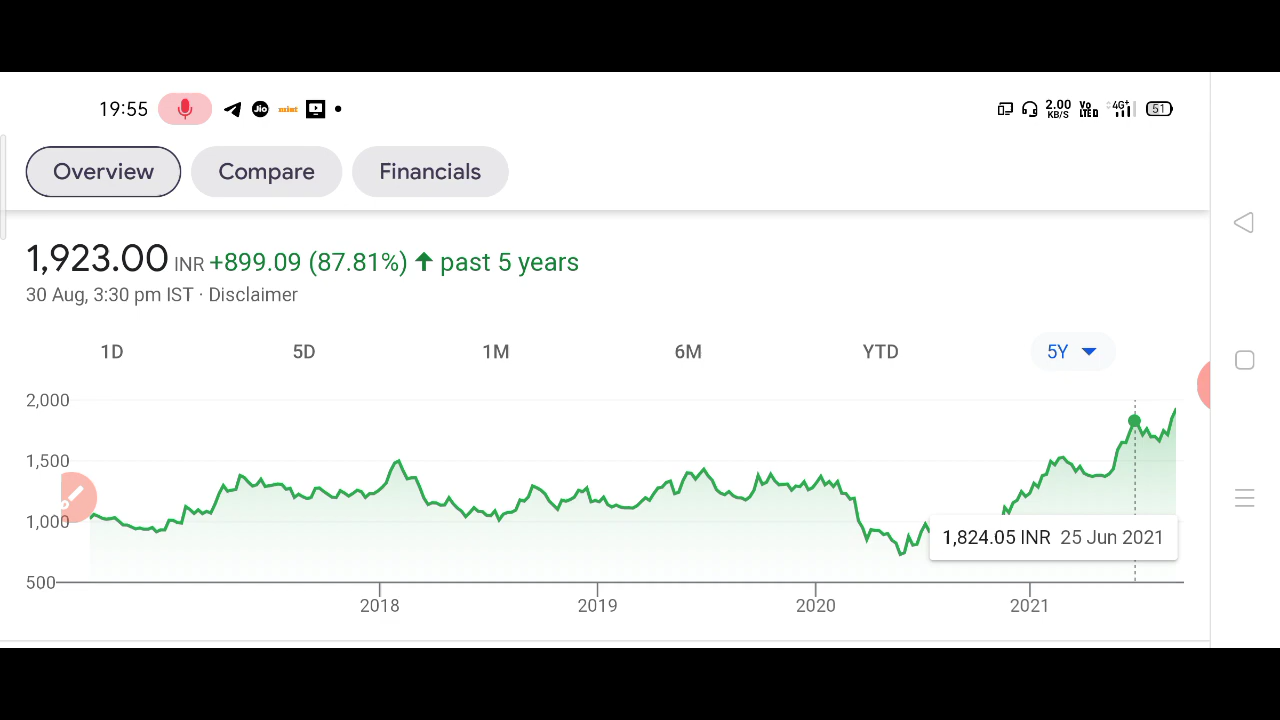 19:55 Jio mint 2.00 KB/S Vo LTE D 4G+ 51
Overview Compare Financials
1,923.00 INR +899.09 (87.81%) ↑ past 5 years
30 Aug, 3:30 pm IST · Disclaimer
1D 5D 1M 6M YTD 5Y
2,000
1,500
1,000
1,824.05 INR 25 Jun 2021
500
2018 2019 2020 2021